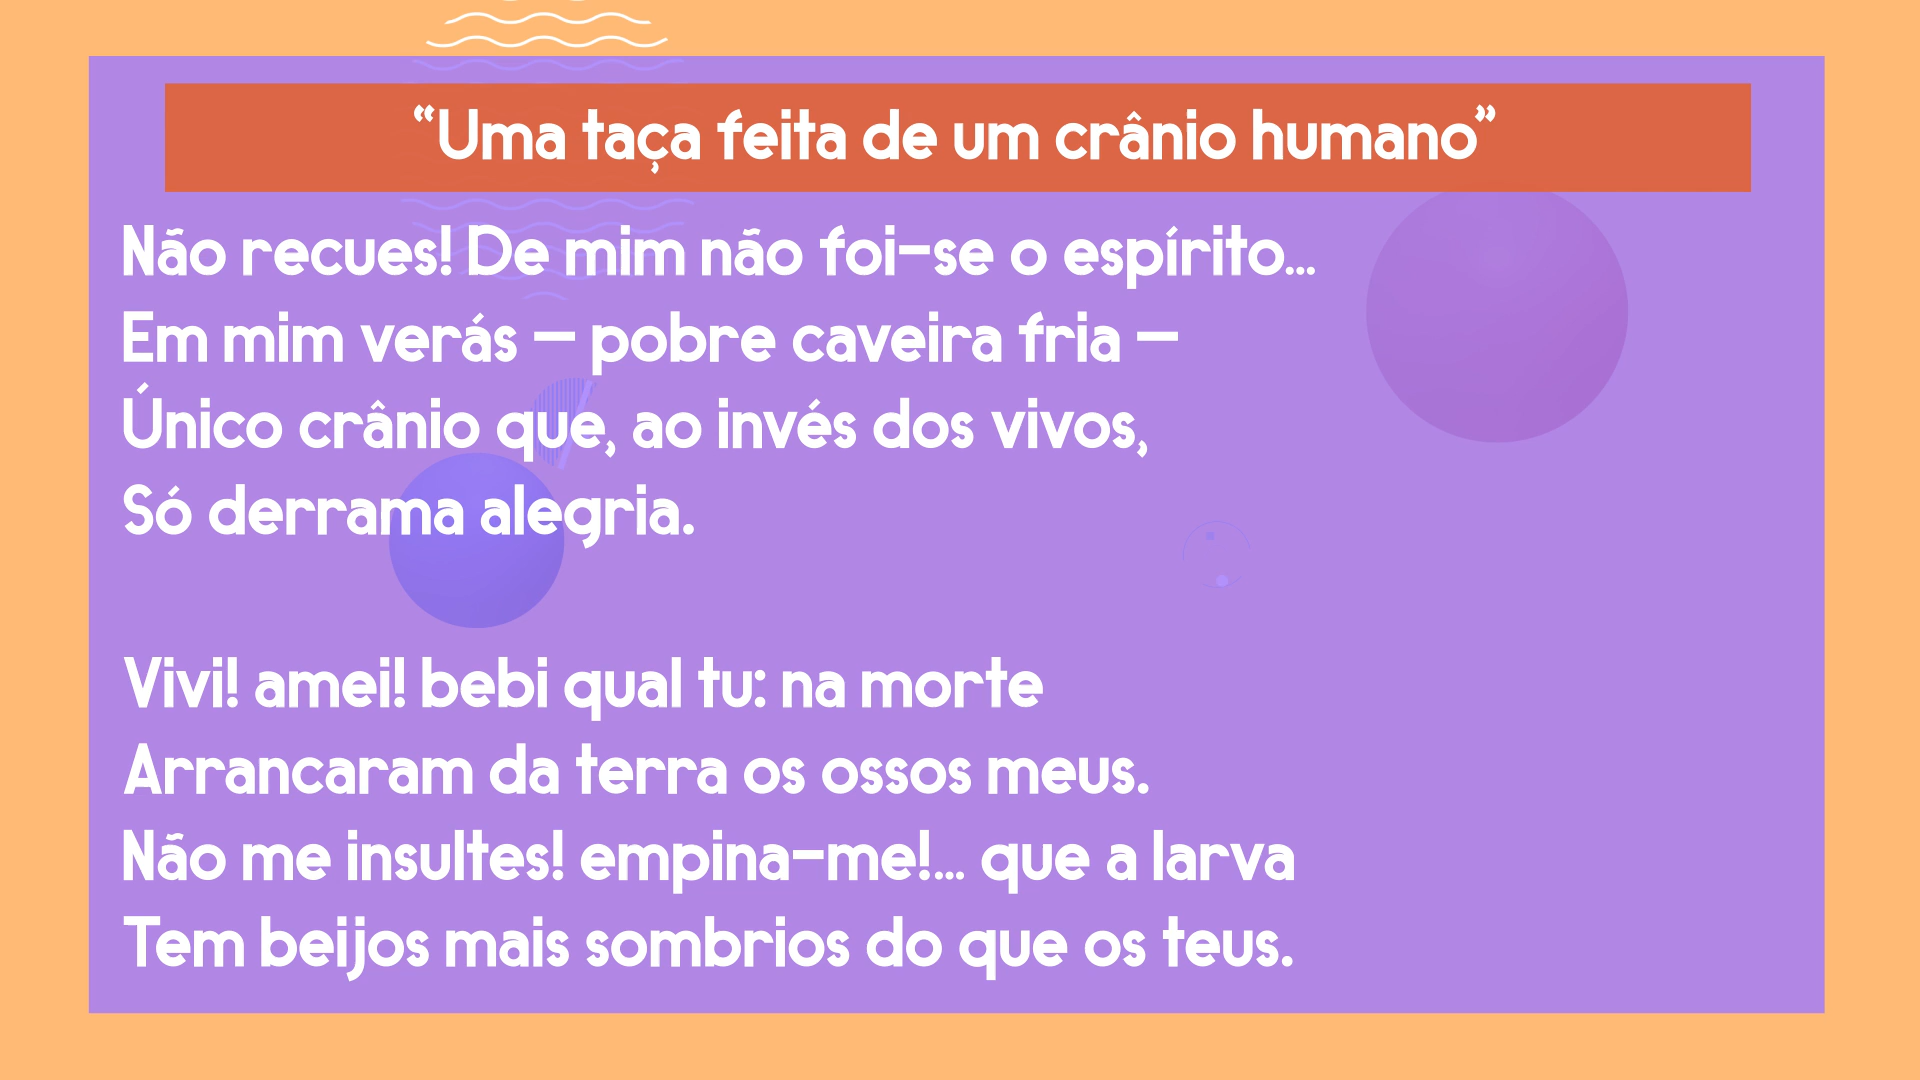 “Uma taça feita de um crânio humano”
Não recues! De mim não foi-se o espírito...
Em mim verás — pobre caveira fria —
Único crânio que, ao invés dos vivos,
Só derrama alegria.
Vivi! amei! bebi qual tu: na morte
Arrancaram da terra os ossos meus.
Não me insultes! empina-me!... que a larva
Tem beijos mais sombrios do que os teus.